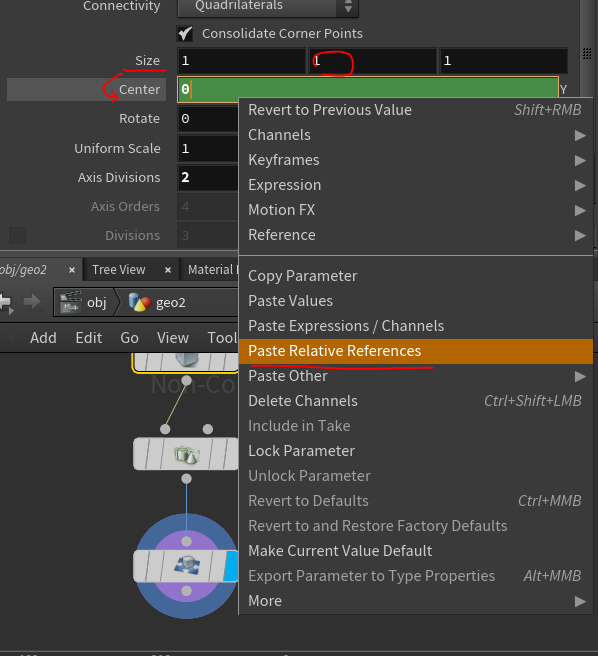 Connectivity Quadrilaterals
Consolidate Corner Points
Size 1 1 1
Center 0 Y
Rotate 0
Uniform Scale 1
Axis Divisions 2
Axis Orders 4
Divisions 3
obj/geo2 × Tree View × Material
obj geo2
Add Edit Go View Tool
Non-Co
Revert to Previous Value Shift+RMB
Channels
Keyframes
Expression
Motion FX
Reference
Copy Parameter
Paste Values
Paste Expressions / Channels
Paste Relative References
Paste Other
Delete Channels Ctrl+Shift+LMB
Include in Take
Lock Parameter
Unlock Parameter
Revert to Defaults Ctrl+MMB
Revert to and Restore Factory Defaults
Make Current Value Default
Export Parameter to Type Properties Alt+MMB
More